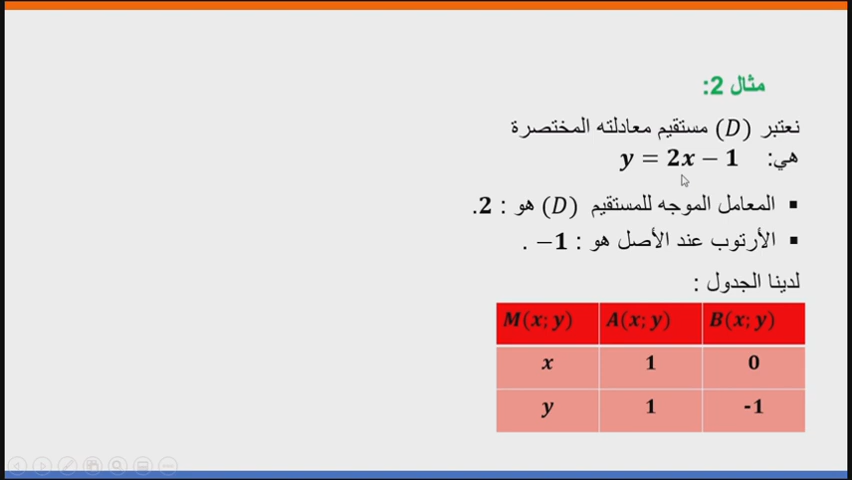 مثال 2:
نعتبر (D) مستقيم معادلته المختصرة
هي: y = 2x − 1
▪ المعامل الموجه للمستقيم (D) هو : 2.
▪ الأرتوب عند الأصل هو : −1 .
لدينا الجدول :
M(x; y) A(x; y) B(x; y)
x 1 0
y 1 -1